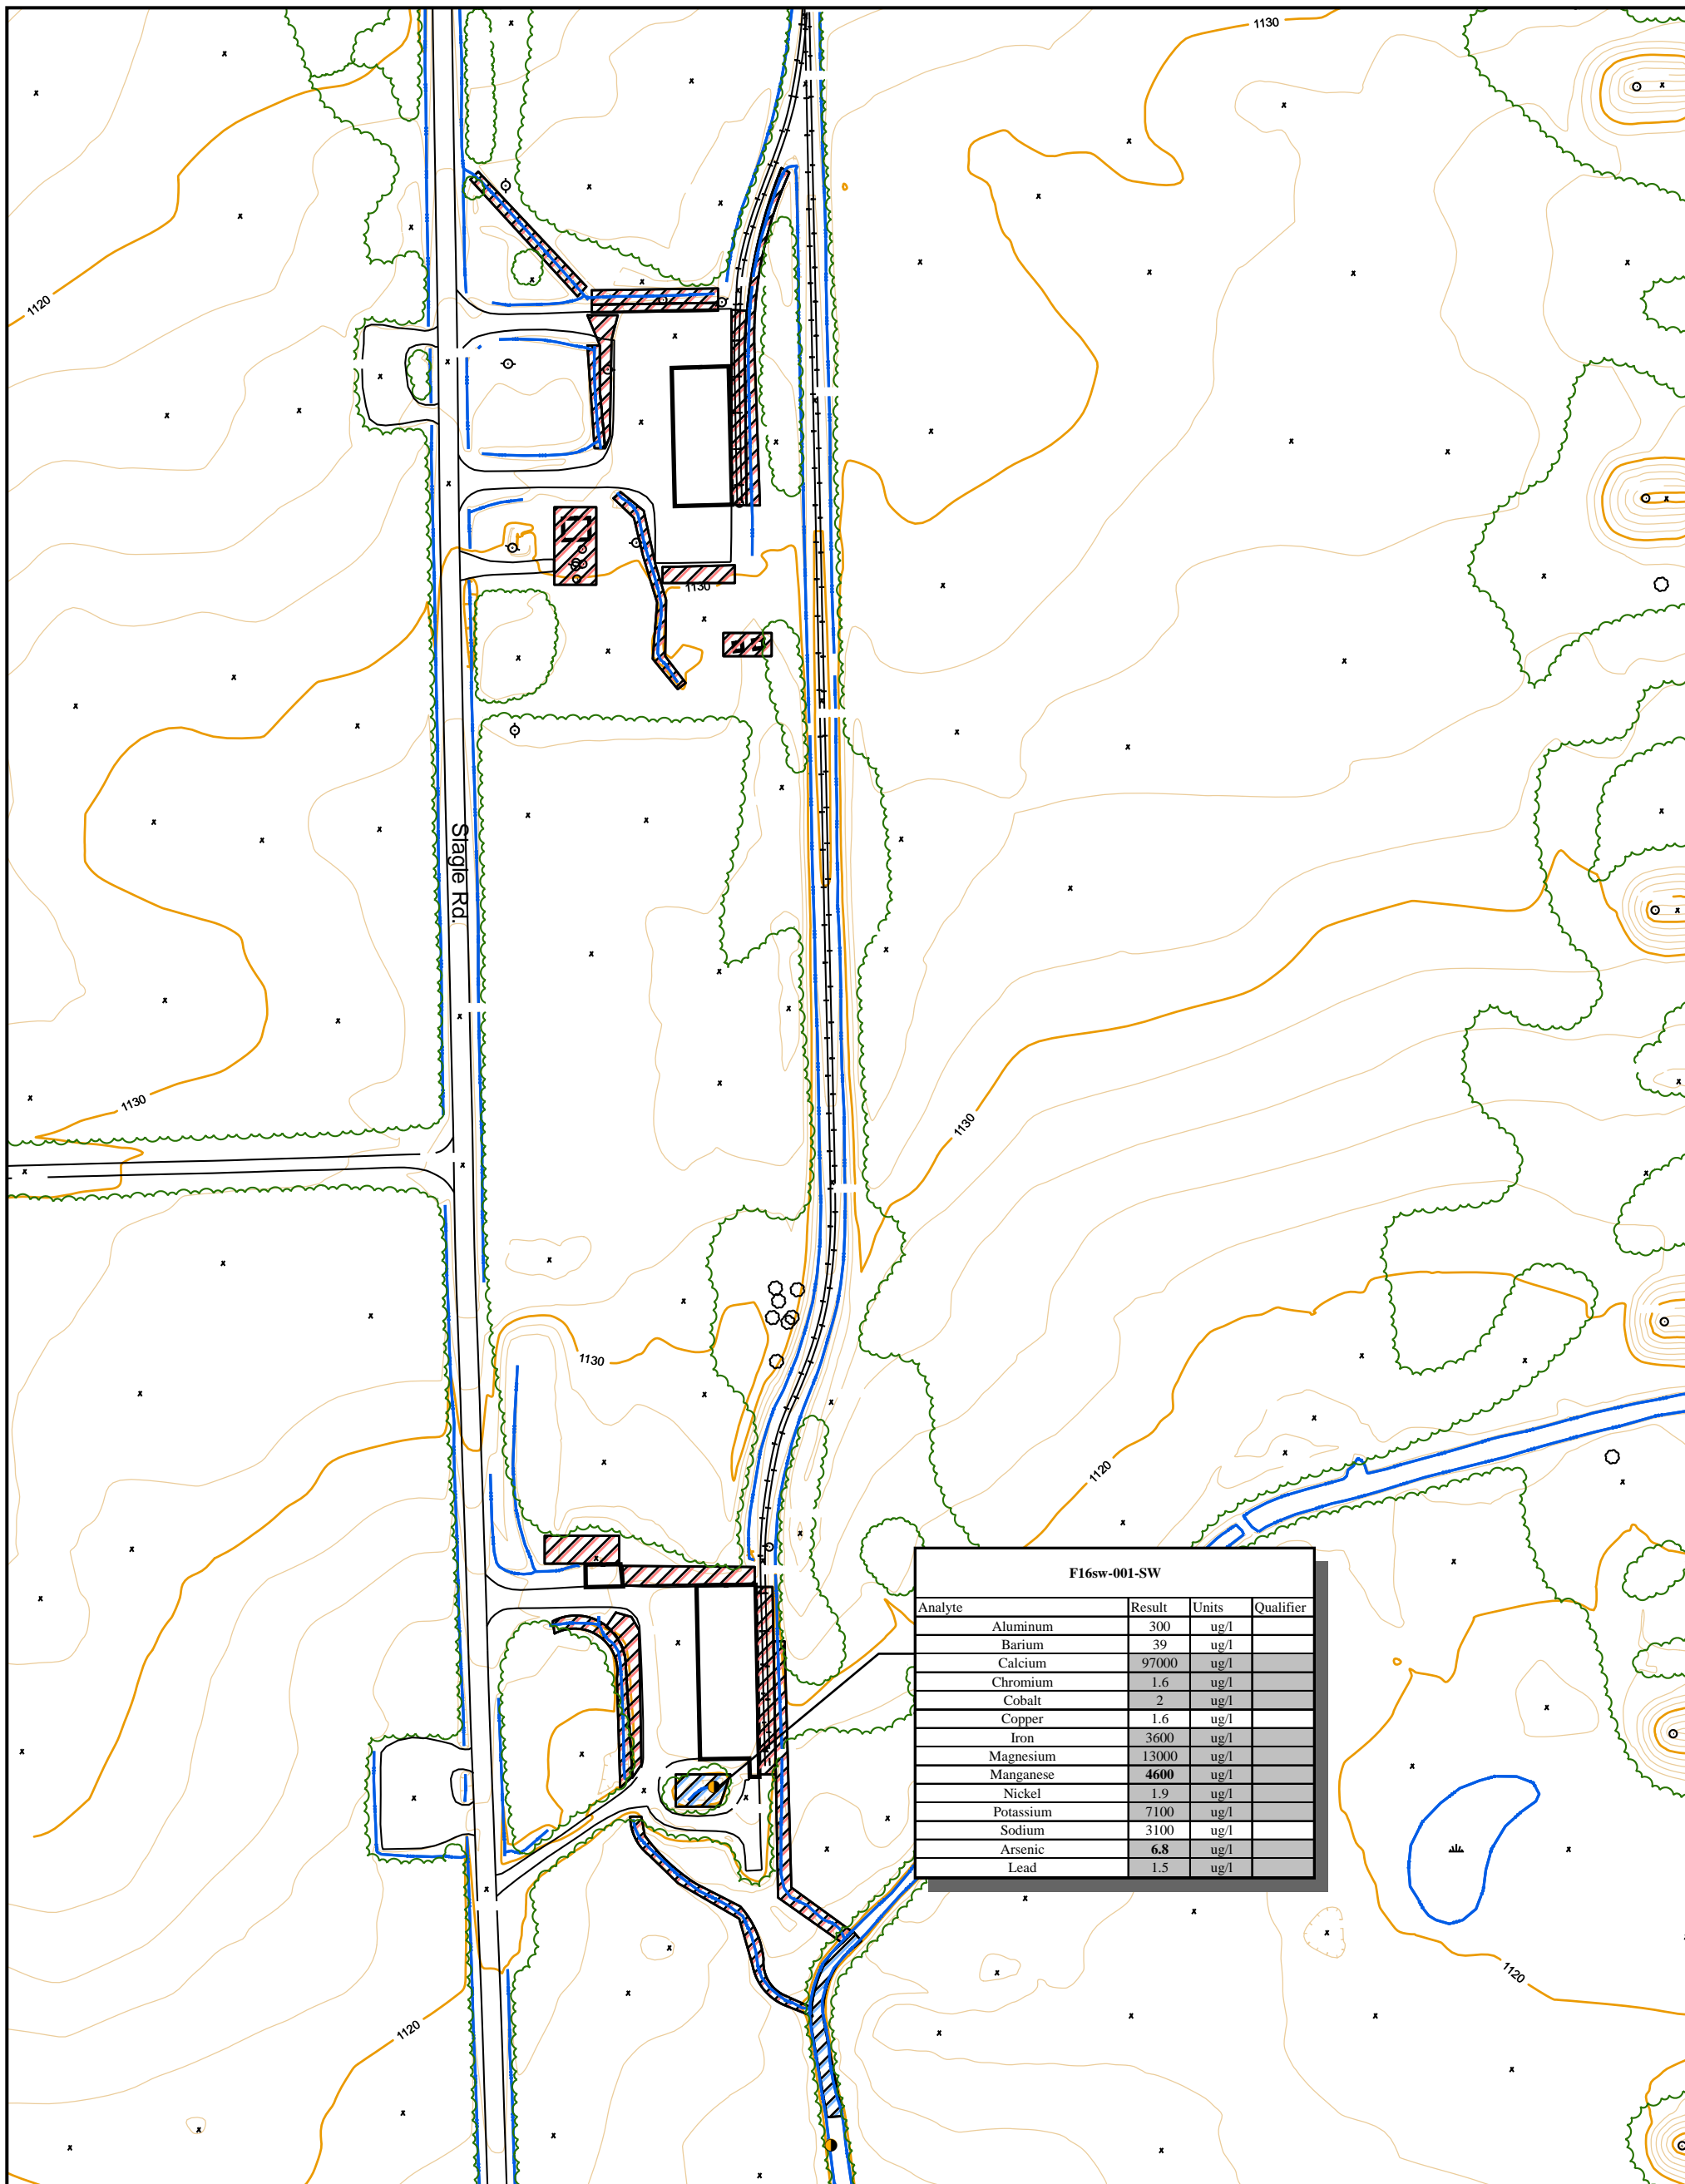 1130
1120
1130
Slagle Rd.
1130
1130
1130
1120
F16sw-001-SW
Analyte Result Units Qualifier
Aluminum 300 ug/l
Barium 39 ug/l
Calcium 97000 ug/l
Chromium 1.6 ug/l
Cobalt 2 ug/l
Copper 1.6 ug/l
Iron 3600 ug/l
Magnesium 13000 ug/l
Manganese 4600 ug/l
Nickel 1.9 ug/l
Potassium 7100 ug/l
Sodium 3100 ug/l
Arsenic 6.8 ug/l
Lead 1.5 ug/l
1120
1120